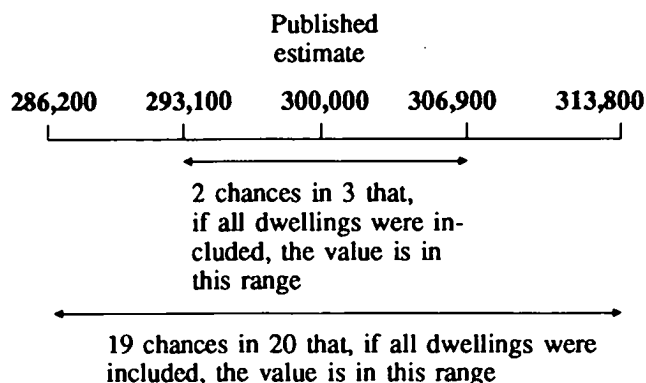 Published
estimate
286,200 293,100 300,000 306,900 313,800
2 chances in 3 that,
if all dwellings were in-
cluded, the value is in
this range
19 chances in 20 that, if all dwellings were
included, the value is in this range